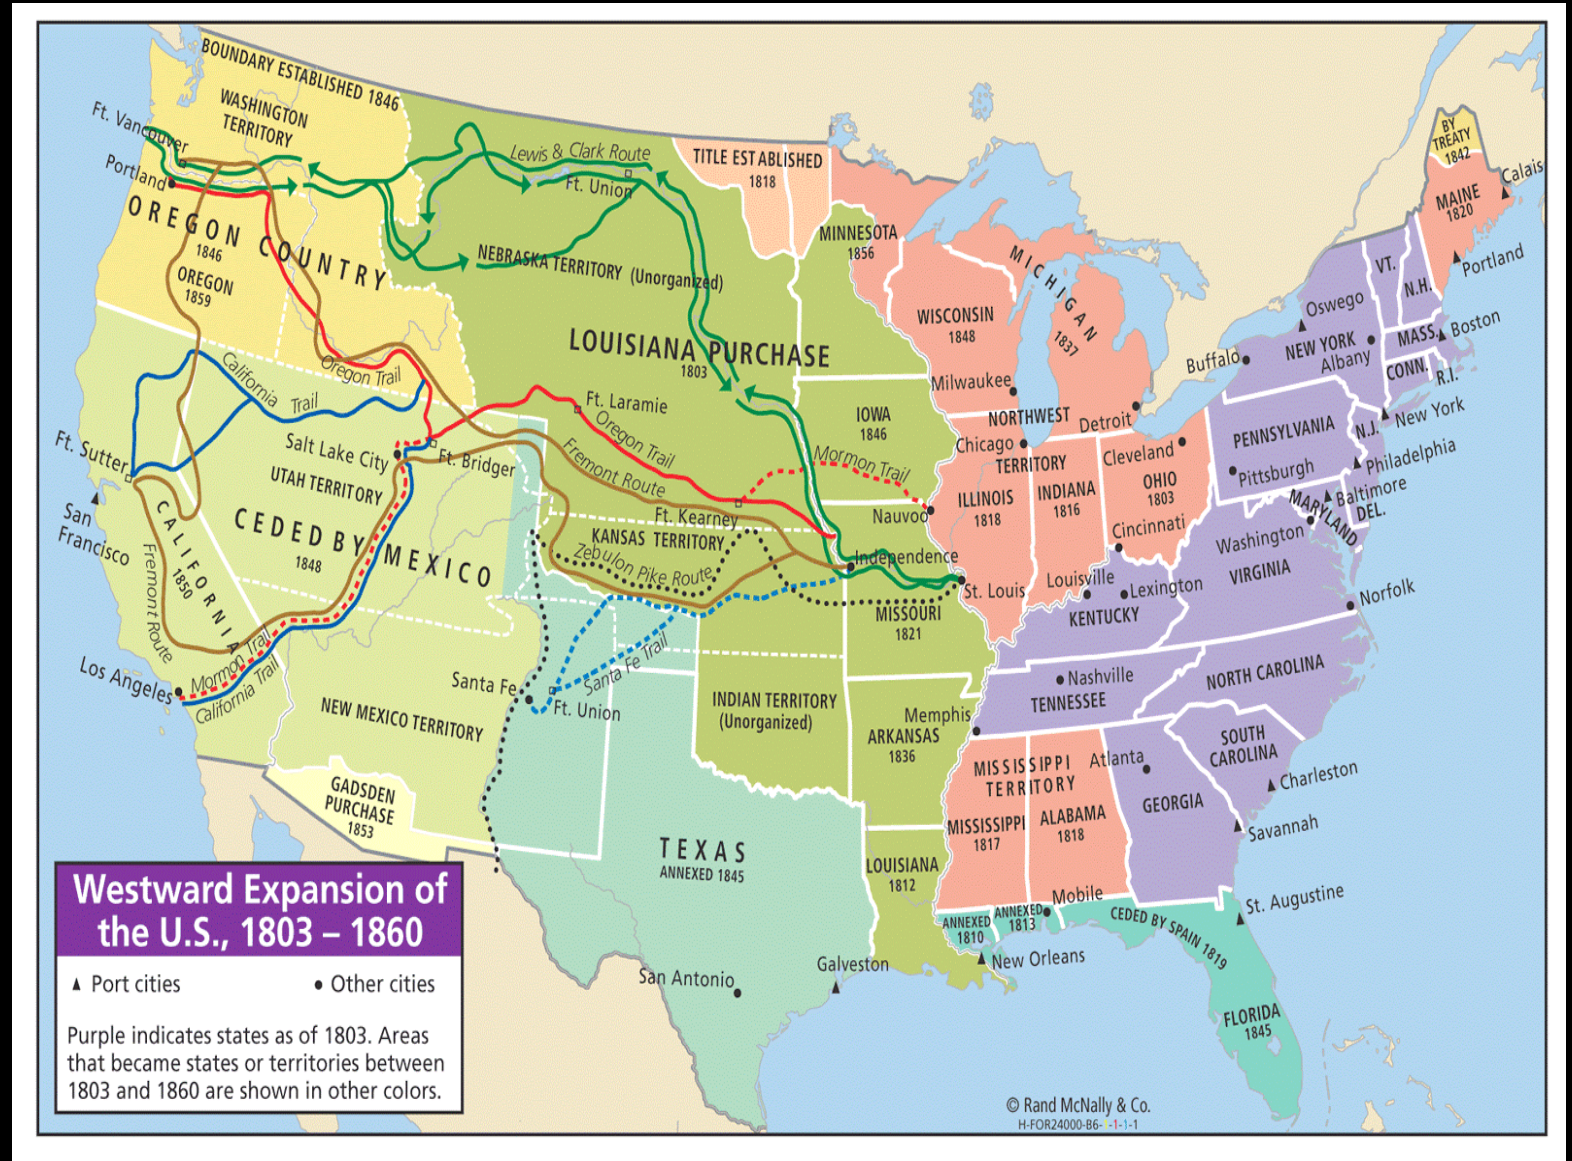 BOUNDARY ESTABLISHED 1846
WASHINGTON
TERRITORY
Ft. Vancouver
Portland
OREGON COUNTRY
1846
OREGON
1859
Lewis & Clark Route
Ft. Union
TITLE ESTABLISHED
1818
NEBRASKA TERRITORY (Unorganized)
LOUISIANA PURCHASE
1803
MINNESOTA
1856
WISCONSIN
1848
MICHIGAN
1837
Milwaukee
NORTHWEST
TERRITORY
Detroit
Chicago
Cleveland
IOWA
1846
ILLINOIS
1818
INDIANA
1816
OHIO
1803
Cincinnati
BY
TREATY
1842
MAINE
1820
Calais
Portland
VT.
N.H.
Oswego
NEW YORK
Albany
Buffalo
MASS.
Boston
CONN.
R.I.
New York
PENNSYLVANIA
N.J.
Pittsburgh
Philadelphia
Baltimore
MARYLAND
DEL.
Washington
VIRGINIA
Norfolk
California Trail
Oregon Trail
Ft. Laramie
Oregon Trail
Mormon Trail
Fremont Route
Ft. Kearney
Nauvoo
Salt Lake City
Ft. Bridger
UTAH TERRITORY
Ft. Sutter
San
Francisco
CALIFORNIA
1850
Fremont Route
CEDED BY MEXICO
1848
KANSAS TERRITORY
Zebulon Pike Route
Independence
St. Louis
MISSOURI
1821
Louisville
Lexington
KENTUCKY
Los Angeles
Mormon Trail
California Trail
Santa Fe
Santa Fe Trail
Ft. Union
NEW MEXICO TERRITORY
INDIAN TERRITORY
(Unorganized)
Nashville
TENNESSEE
NORTH CAROLINA
Memphis
ARKANSAS
1836
SOUTH
CAROLINA
Charleston
Atlanta
GEORGIA
Savannah
MISSISSIPPI
TERRITORY
MISSISSIPPI
1817
ALABAMA
1818
GADSDEN
PURCHASE
1853
TEXAS
ANNEXED 1845
LOUISIANA
1812
Mobile
ANNEXED
1810
ANNEXED
1813
CEDED BY SPAIN 1819
St. Augustine
New Orleans
Galveston
San Antonio
FLORIDA
1845
Westward Expansion of
the U.S., 1803 – 1860
Port cities
Other cities
Purple indicates states as of 1803. Areas
that became states or territories between
1803 and 1860 are shown in other colors.
© Rand McNally & Co.
H-FOR24000-B6-1-1-1-1